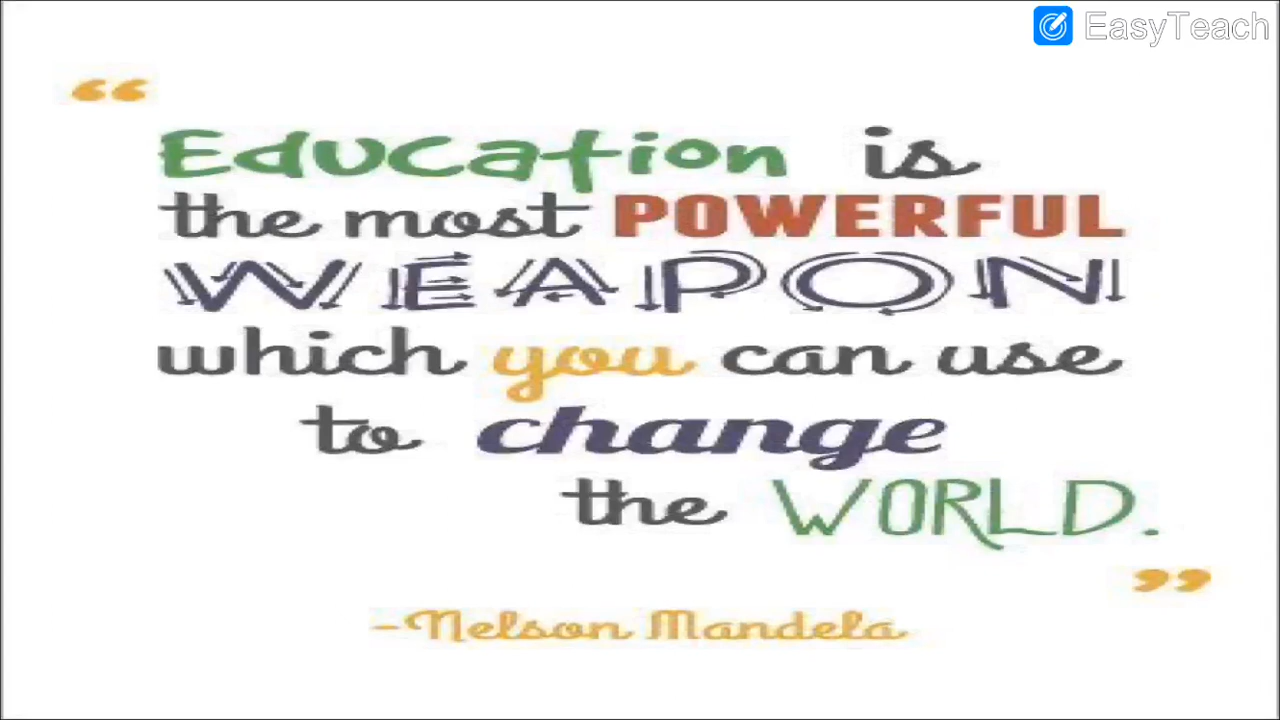 EasyTeach
“
Education is
the most POWERFUL
WEAPON
which you can use
to change
the WORLD.
”
-Nelson Mandela